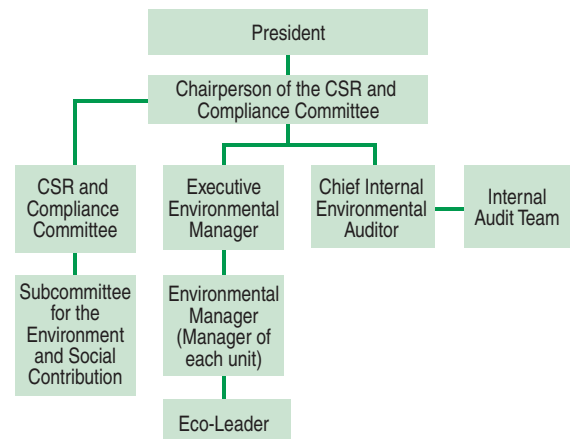 President
Chairperson of the CSR and
Compliance Committee
CSR and
Compliance
Committee
Executive
Environmental
Manager
Chief Internal
Environmental
Auditor
Internal
Audit Team
Subcommittee
for the
Environment
and Social
Contribution
Environmental
Manager
(Manager of
each unit)
Eco-Leader